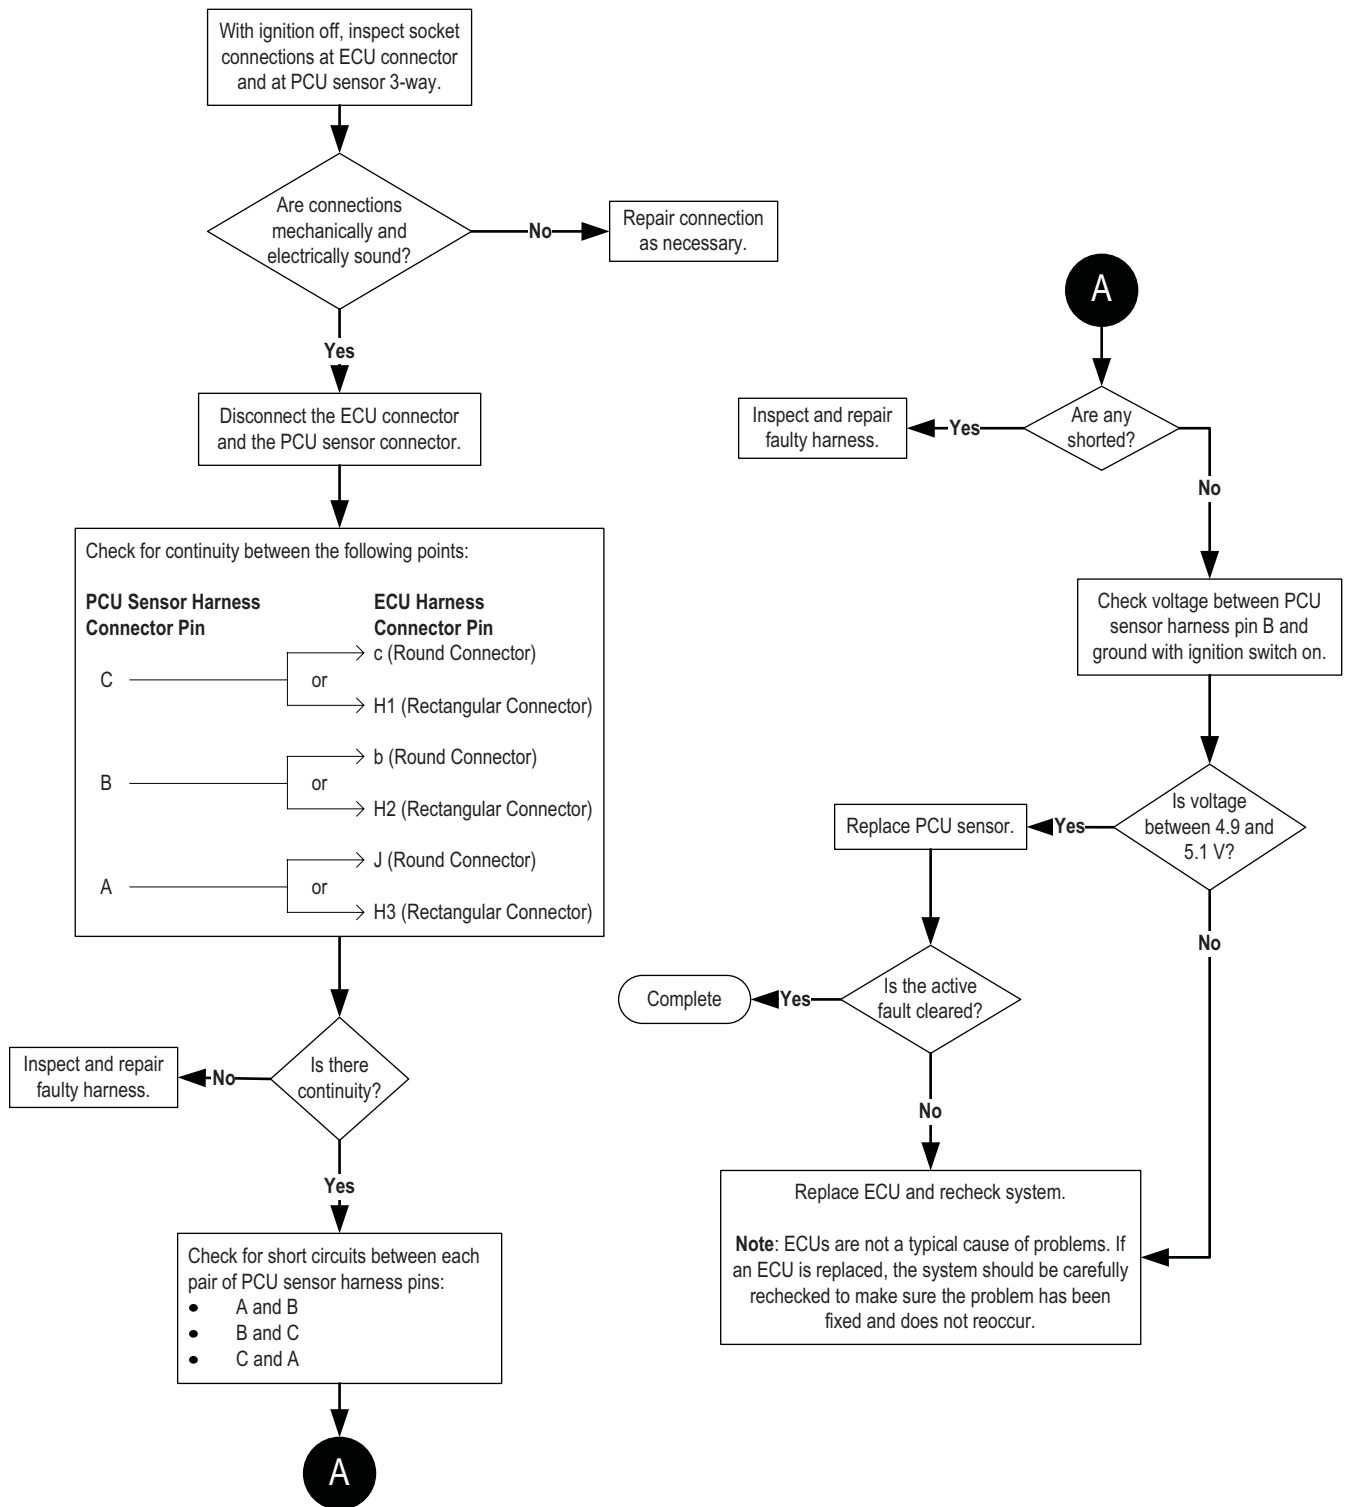 With ignition off, inspect socket
connections at ECU connector
and at PCU sensor 3-way.
Are connections
mechanically and
electrically sound?
No
Repair connection
as necessary.
Yes
Disconnect the ECU connector
and the PCU sensor connector.
Check for continuity between the following points:
PCU Sensor Harness
Connector Pin
ECU Harness
Connector Pin
C
c (Round Connector)
or
H1 (Rectangular Connector)
B
b (Round Connector)
or
H2 (Rectangular Connector)
A
J (Round Connector)
or
H3 (Rectangular Connector)
Is there
continuity?
No
Inspect and repair
faulty harness.
Yes
Check for short circuits between each
pair of PCU sensor harness pins:
• A and B
• B and C
• C and A
A
A
Are any
shorted?
Yes
Inspect and repair
faulty harness.
No
Check voltage between PCU
sensor harness pin B and
ground with ignition switch on.
Is voltage
between 4.9 and
5.1 V?
Yes
Replace PCU sensor.
No
Is the active
fault cleared?
Yes
Complete
No
Replace ECU and recheck system.
Note: ECUs are not a typical cause of problems. If
an ECU is replaced, the system should be carefully
rechecked to make sure the problem has been
fixed and does not reoccur.